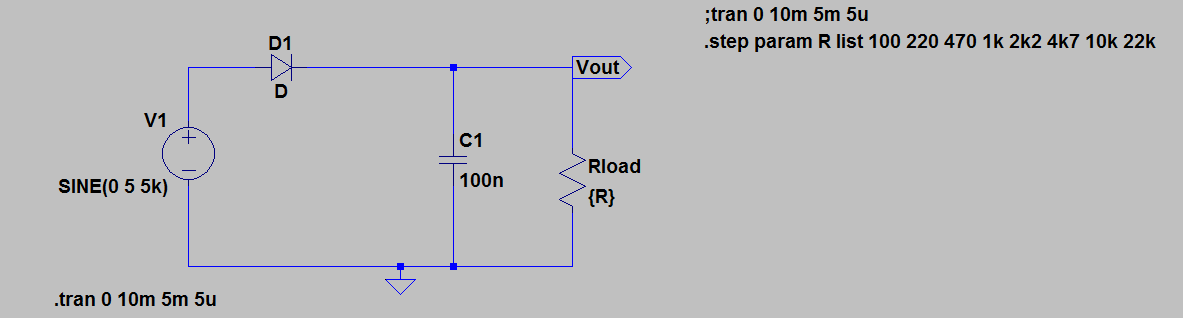 ;tran 0 10m 5m 5u
.step param R list 100 220 470 1k 2k2 4k7 10k 22k
D1
D
Vout
V1
SINE(0 5 5k)
C1
100n
Rload
{R}
.tran 0 10m 5m 5u